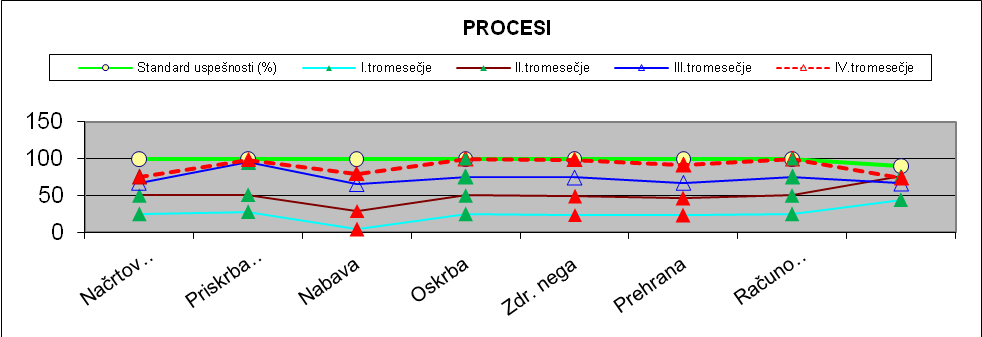 PROCESI
Standard uspešnosti (%) I.tromesečje II.tromesečje III.tromesečje IV.tromesečje
150
100
50
0
Načrtov.. Priskrba.. Nabava Oskrba Zdr. nega Prehrana Računo..